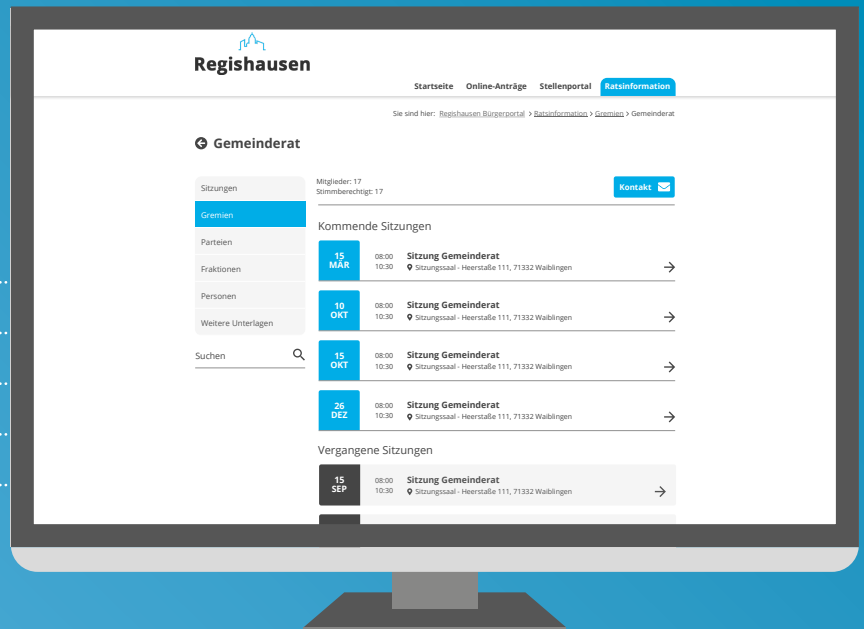 Regishausen
Startseite Online-Anträge Stellenportal Ratsinformation
Sie sind hier: Regishausen Bürgerportal > Ratsinformation > Gremien > Gemeinderat
Gemeinderat
Sitzungen
Gremien
Parteien
Fraktionen
Personen
Weitere Unterlagen
Suchen
Mitglieder: 17
Stimmberechtigt: 17
Kontakt
Kommende Sitzungen
15 MÄR
08:00 Sitzung Gemeinderat
10:30 Sitzungssaal - Heerstaße 111, 71332 Waiblingen
10 OKT
08:00 Sitzung Gemeinderat
10:30 Sitzungssaal - Heerstaße 111, 71332 Waiblingen
15 OKT
08:00 Sitzung Gemeinderat
10:30 Sitzungssaal - Heerstaße 111, 71332 Waiblingen
26 DEZ
08:00 Sitzung Gemeinderat
10:30 Sitzungssaal - Heerstaße 111, 71332 Waiblingen
Vergangene Sitzungen
15 SEP
08:00 Sitzung Gemeinderat
10:30 Sitzungssaal - Heerstaße 111, 71332 Waiblingen